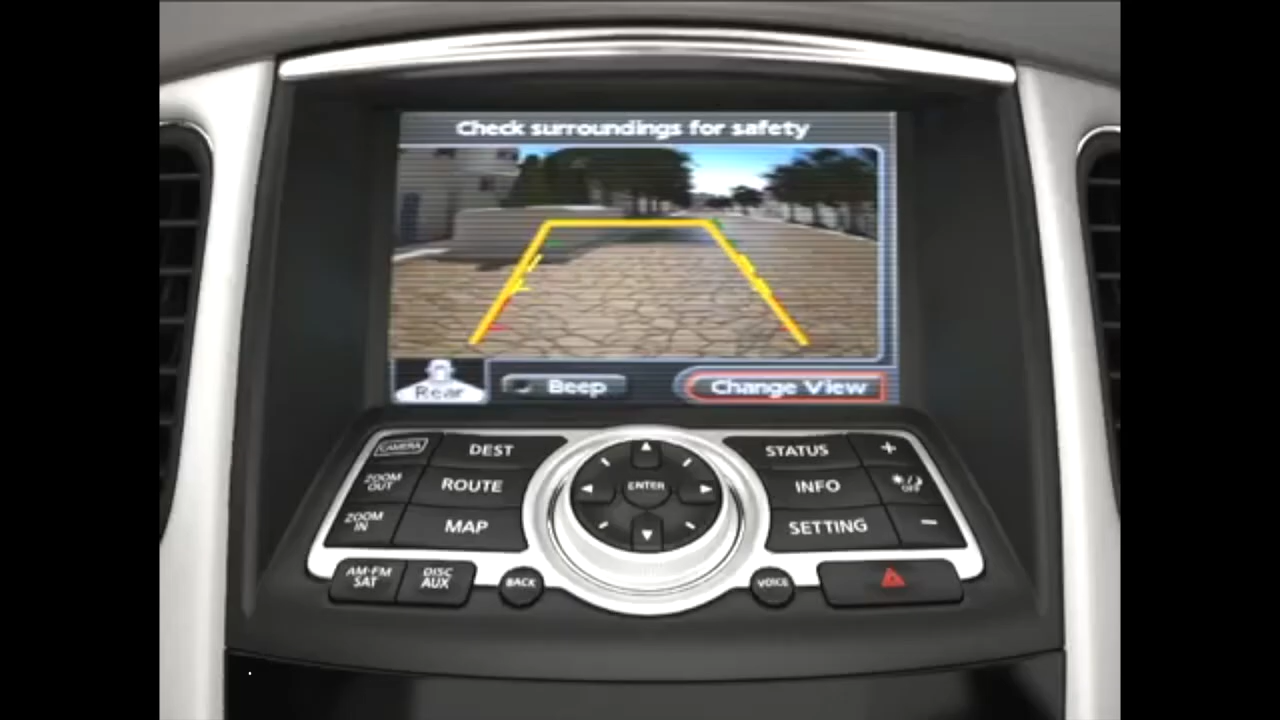 Check surroundings for safety
Rear
Beep
Change View
CAMERA
DEST
STATUS
+
ZOOM OUT
ROUTE
ENTER
INFO
OFF
ZOOM IN
MAP
SETTING
−
AM·FM SAT
DISC AUX
BACK
VOICE